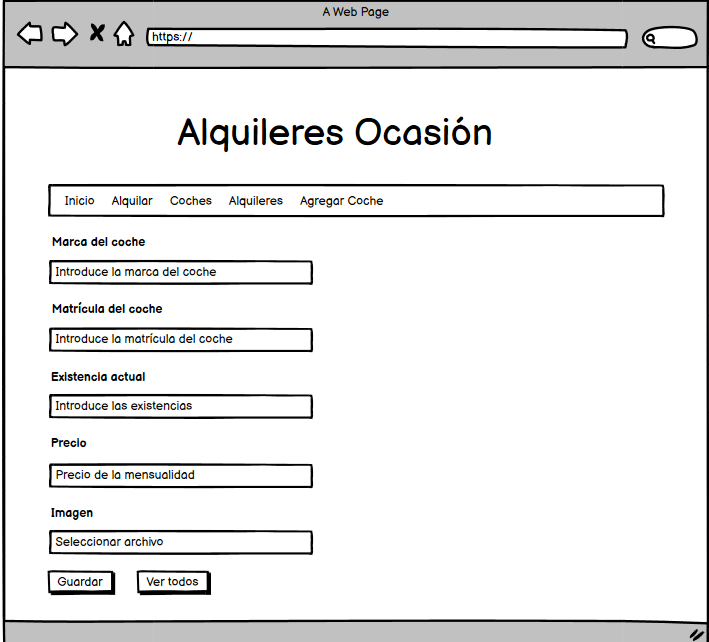 A Web Page
https://
Alquileres Ocasión
Inicio Alquilar Coches Alquileres Agregar Coche
Marca del coche
Introduce la marca del coche
Matrícula del coche
Introduce la matrícula del coche
Existencia actual
Introduce las existencias
Precio
Precio de la mensualidad
Imagen
Seleccionar archivo
Guardar Ver todos